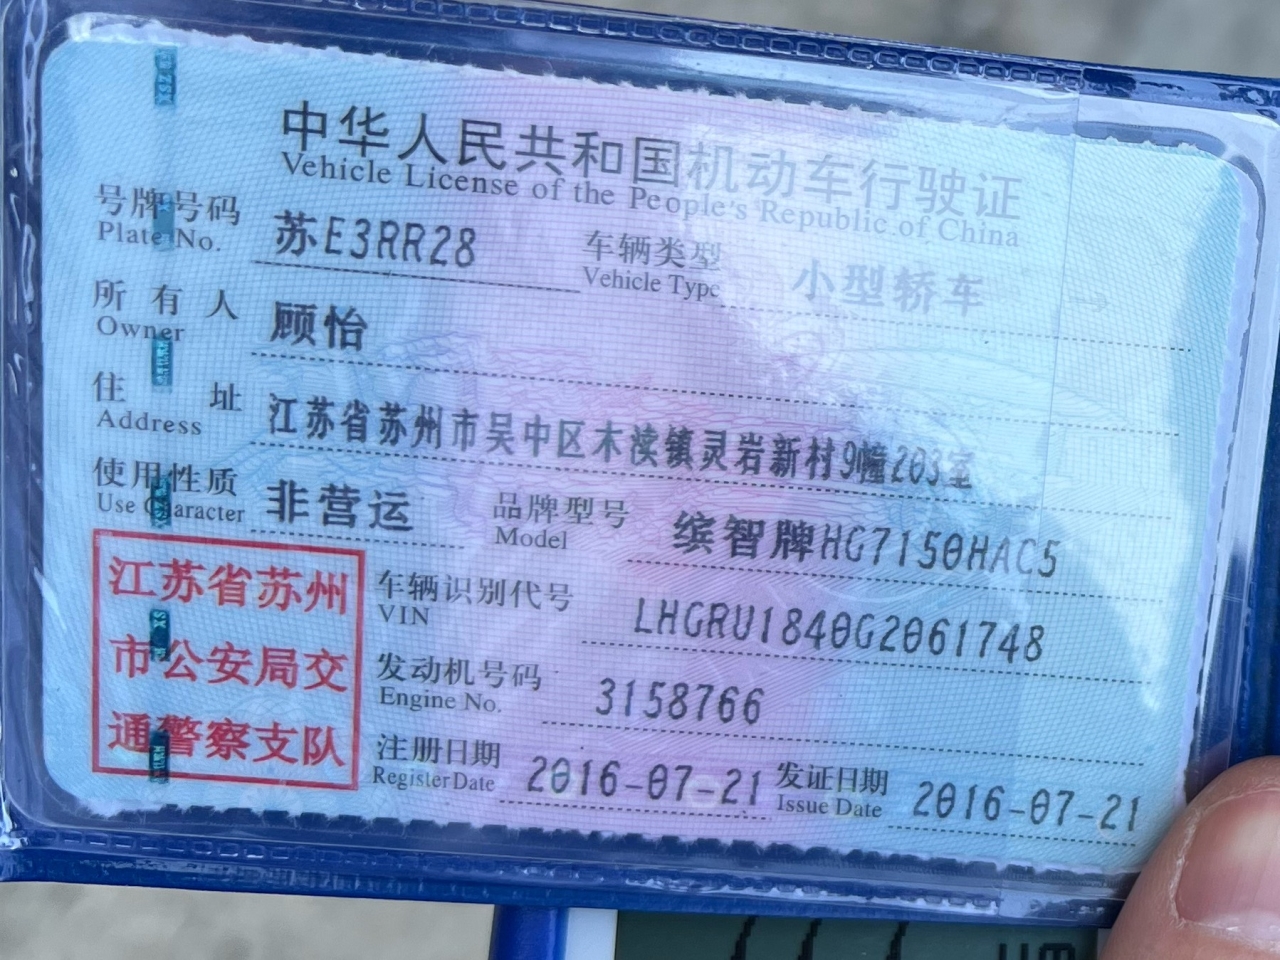 中华人民共和国机动车行驶证
Vehicle License of the People's Republic of China
号牌号码 苏E3RR28 车辆类型 小型轿车
Plate No. Vehicle Type
所有人 顾怡
Owner
住址 江苏省苏州市吴中区木渎镇灵岩新村9幢203室
Address
使用性质 非营运 品牌型号 缤智牌HG7150HAC5
Use Character Model
江苏省苏州
市公安局交
通警察支队
车辆识别代号 LHGRU1840G2061748
VIN
发动机号码 3158766
Engine No.
注册日期 2016-07-21 发证日期 2016-07-21
Register Date Issue Date